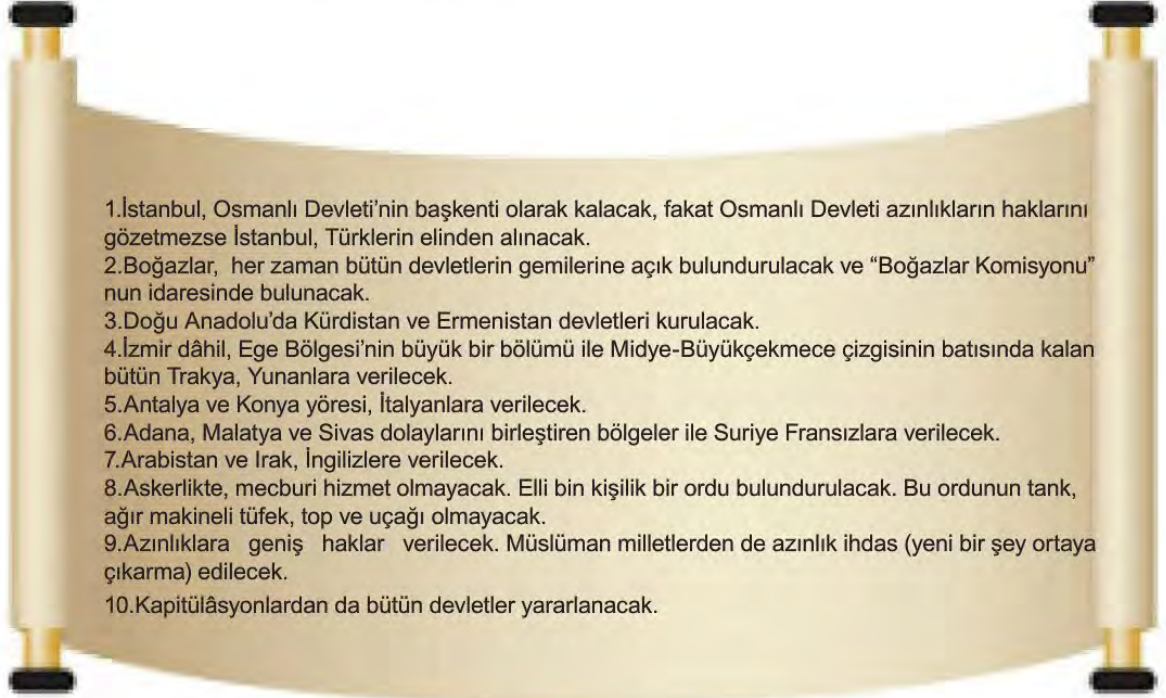 1.İstanbul, Osmanlı Devleti’nin başkenti olarak kalacak, fakat Osmanlı Devleti azınlıkların haklarını
gözetmezse İstanbul, Türklerin elinden alınacak.
2.Boğazlar, her zaman bütün devletlerin gemilerine açık bulundurulacak ve “Boğazlar Komisyonu”
nun idaresinde bulunacak.
3.Doğu Anadolu’da Kürdistan ve Ermenistan devletleri kurulacak.
4.İzmir dâhil, Ege Bölgesi’nin büyük bir bölümü ile Midye-Büyükçekmece çizgisinin batısında kalan
bütün Trakya, Yunanlara verilecek.
5.Antalya ve Konya yöresi, İtalyanlara verilecek.
6.Adana, Malatya ve Sivas dolaylarını birleştiren bölgeler ile Suriye Fransızlara verilecek.
7.Arabistan ve Irak, İngilizlere verilecek.
8.Askerlikte, mecburi hizmet olmayacak. Elli bin kişilik bir ordu bulundurulacak. Bu ordunun tank,
ağır makineli tüfek, top ve uçağı olmayacak.
9.Azınlıklara geniş haklar verilecek. Müslüman milletlerden de azınlık ihdas (yeni bir şey ortaya
çıkarma) edilecek.
10.Kapitülâsyonlardan da bütün devletler yararlanacak.